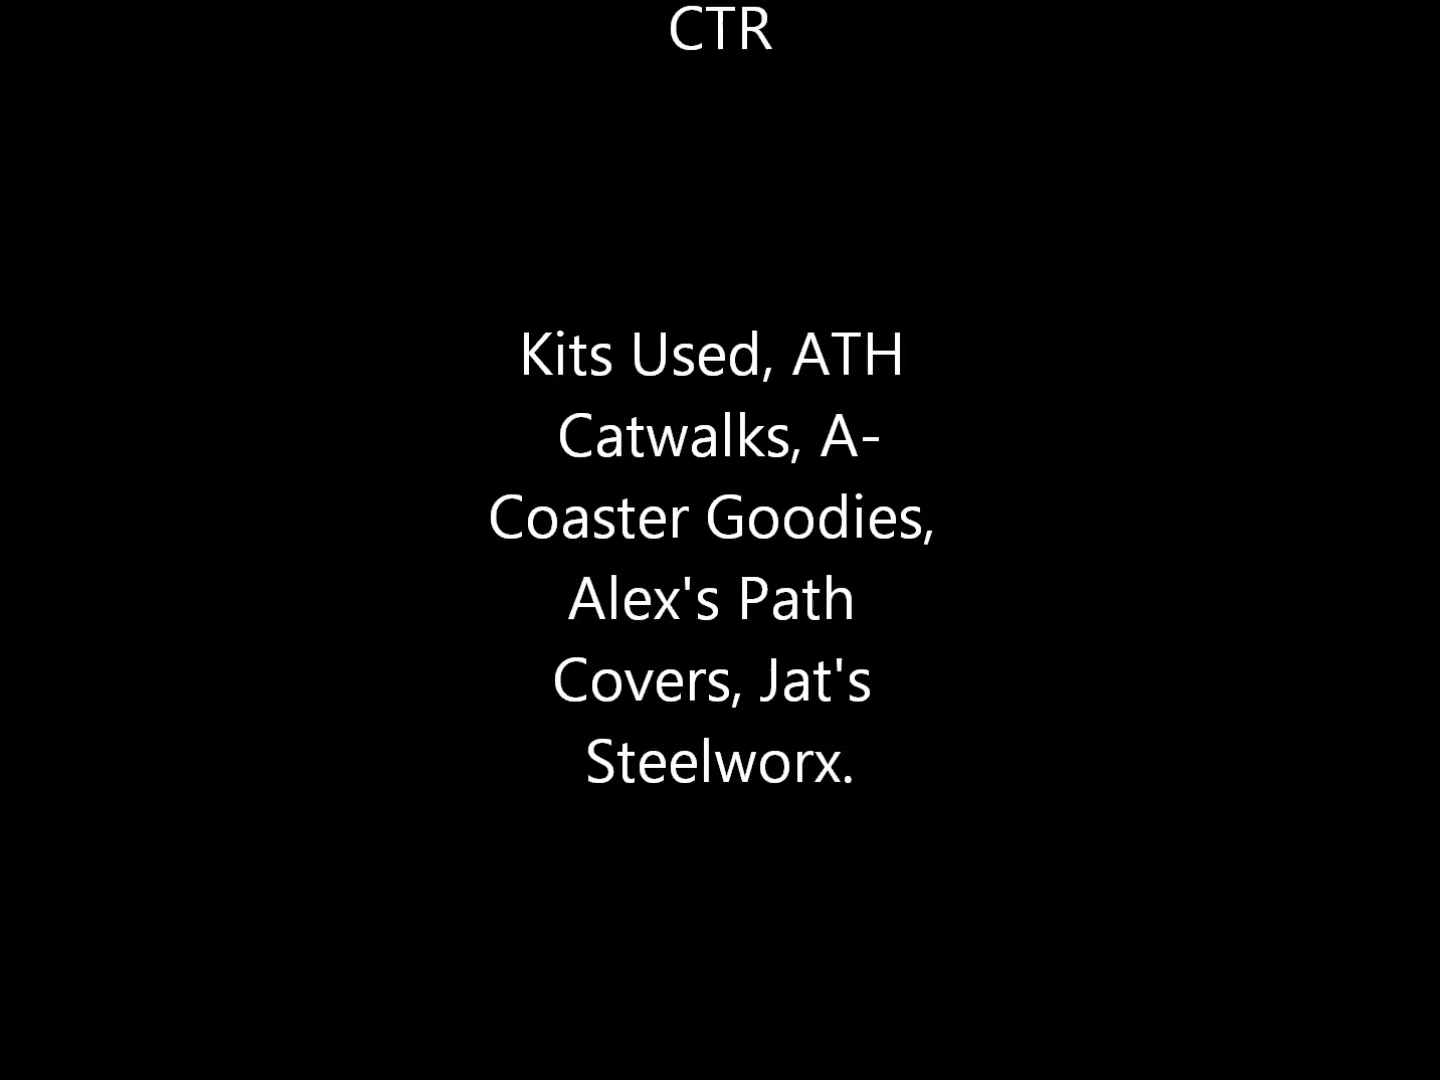 CTR
Kits Used, ATH
Catwalks, A-
Coaster Goodies,
Alex's Path
Covers, Jat's
Steelworx.